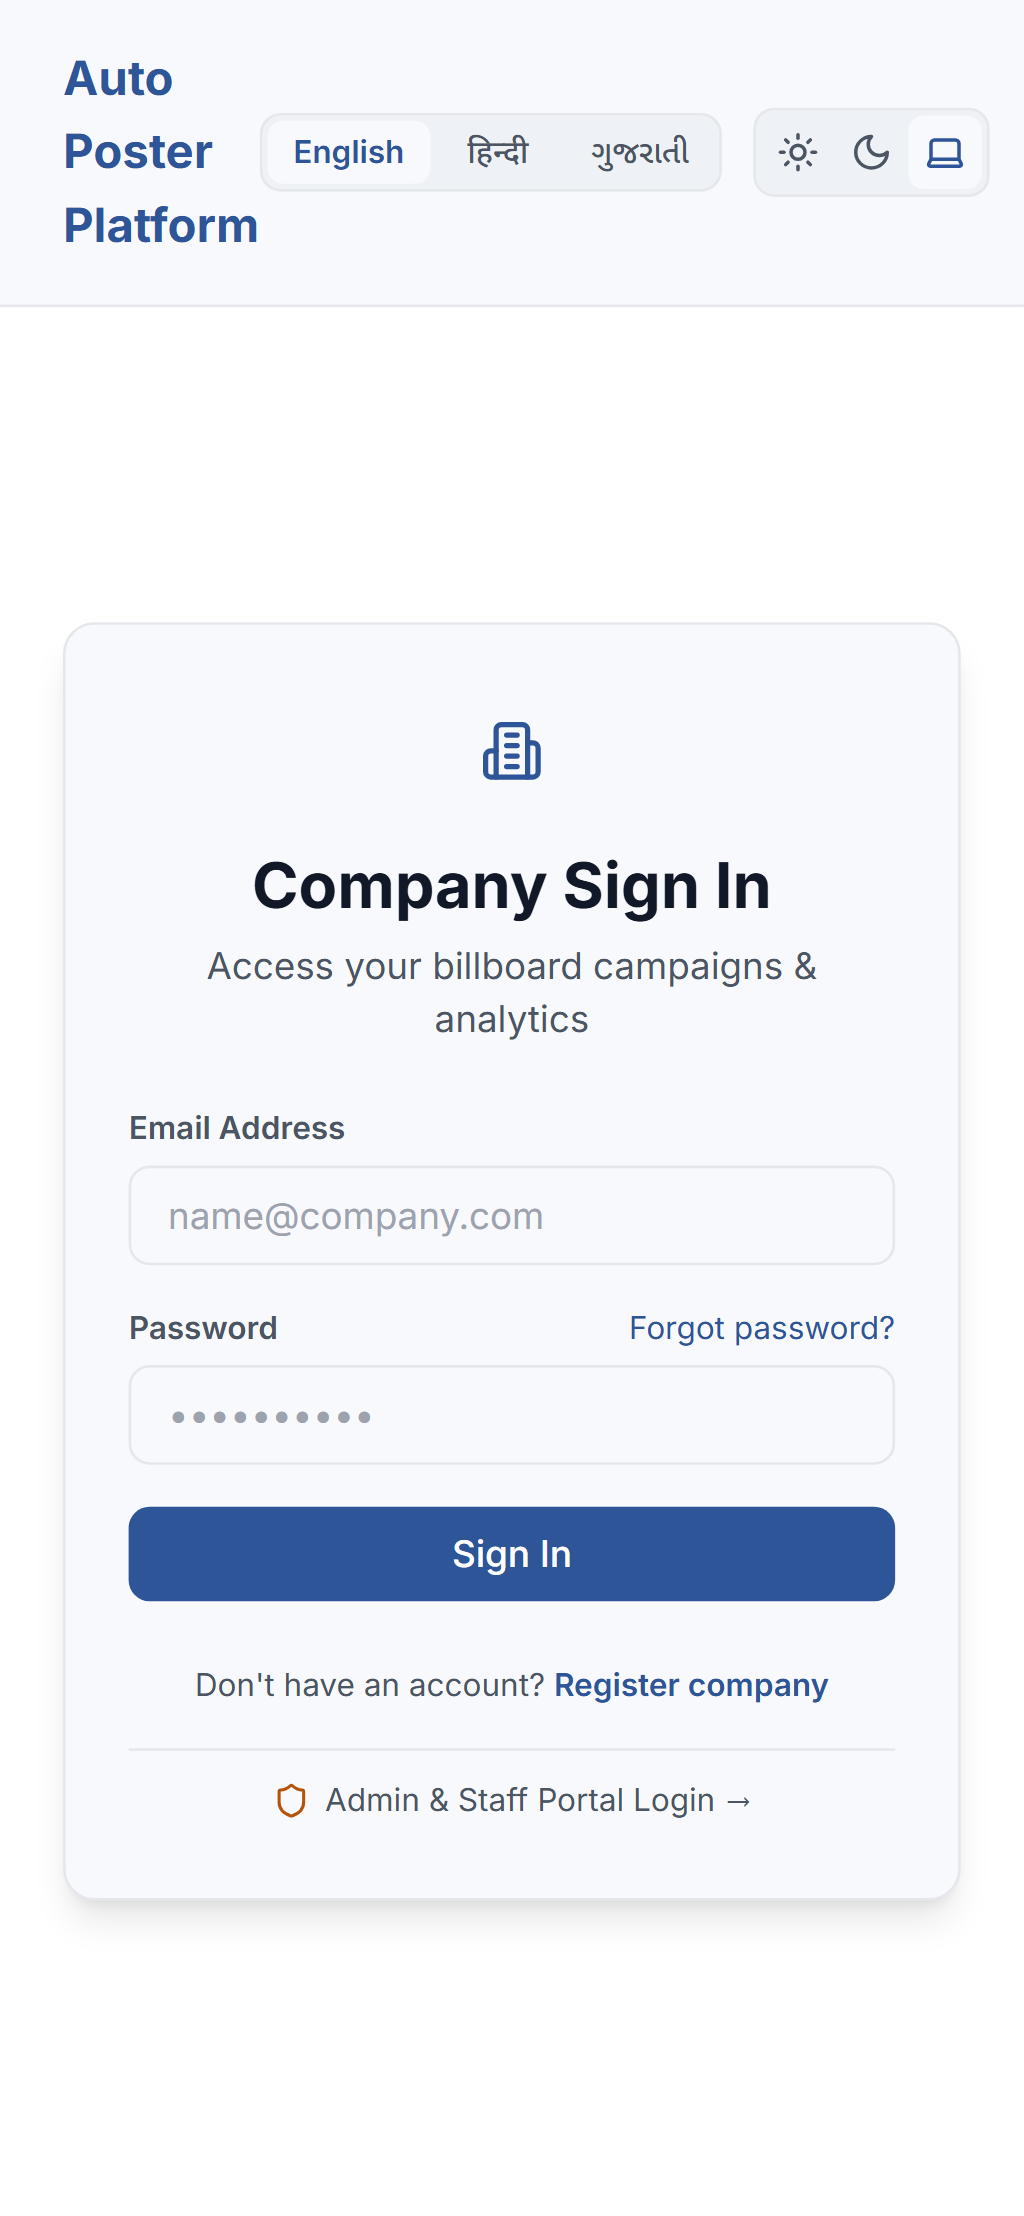 Auto
Poster
Platform
English हिन्दी ગુજરાતી
Company Sign In
Access your billboard campaigns &
analytics
Email Address
name@company.com
Password Forgot password?
••••••••••
Sign In
Don't have an account? Register company
Admin & Staff Portal Login →